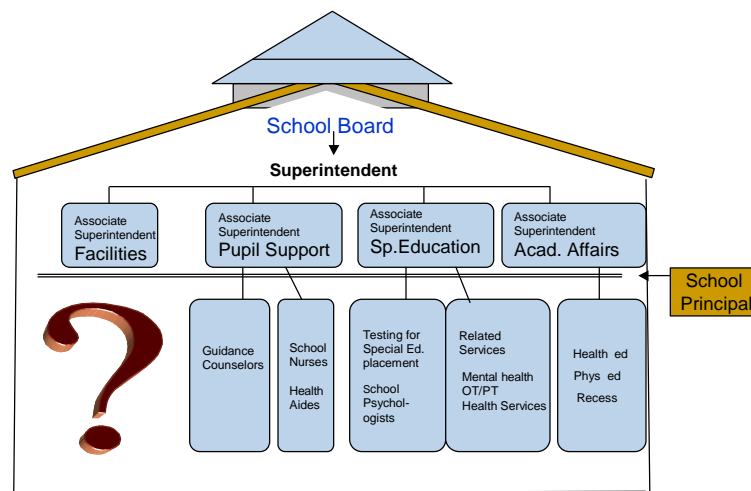 School Board
Superintendent
Associate
Superintendent
Facilities
Associate
Superintendent
Pupil Support
Associate
Superintendent
Sp.Education
Associate
Superintendent
Acad. Affairs
School
Principal
Guidance
Counselors
School
Nurses
Health
Aides
Testing for
Special Ed.
placement
School
Psychol-
ogists
Related
Services
Mental health
OT/PT
Health Services
Health ed
Phys ed
Recess
?